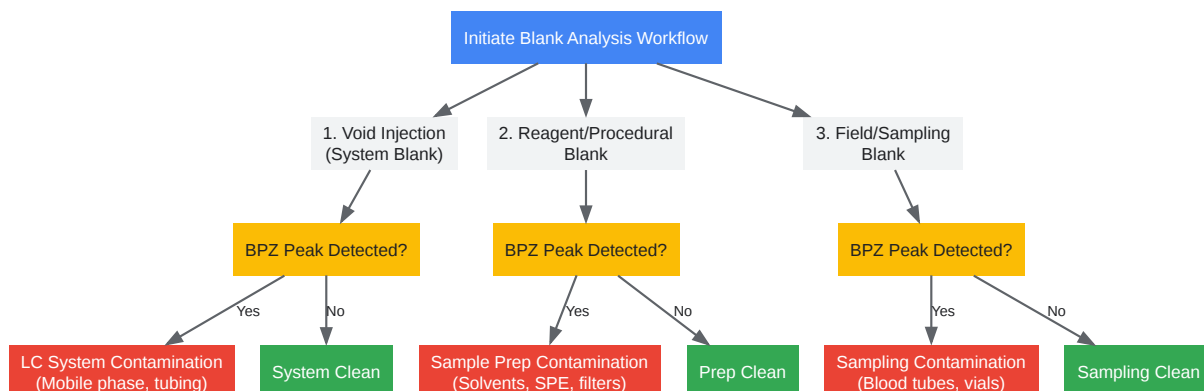 Initiate Blank Analysis Workflow
1. Void Injection
(System Blank)
2. Reagent/Procedural
Blank
3. Field/Sampling
Blank
BPZ Peak Detected?
BPZ Peak Detected?
BPZ Peak Detected?
Yes
No
Yes
No
Yes
No
LC System Contamination
(Mobile phase, tubing)
System Clean
Sample Prep Contamination
(Solvents, SPE, filters)
Prep Clean
Sampling Contamination
(Blood tubes, vials)
Sampling Clean